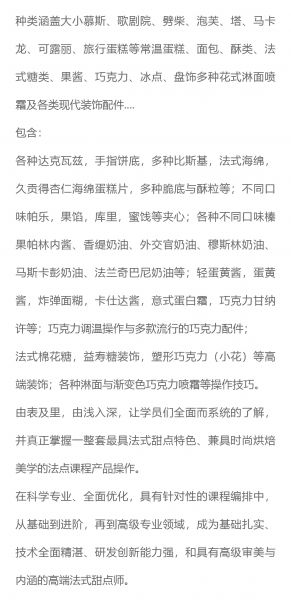 种类涵盖大小慕斯、歌剧院、劈柴、泡芙、塔、马卡
龙、可露丽、旅行蛋糕等常温蛋糕、面包、酥类、法
式糖类、果酱、巧克力、冰点、盘饰多种花式淋面喷
霜及各类现代装饰配件....
包含：
各种达克瓦兹，手指饼底，多种比斯基，法式海绵，
久贡得杏仁海绵蛋糕片，多种脆底与酥粒等；不同口
味帕乐，果馅，库里，蜜饯等夹心；各种不同口味榛
果帕林内酱、香缇奶油、外交官奶油、穆斯林奶油、
马斯卡彭奶油、法兰奇巴尼奶油等；轻蛋黄酱，蛋黄
酱，炸弹面糊，卡仕达酱，意式蛋白霜，巧克力甘纳
许等；巧克力调温操作与多款流行的巧克力配件；
法式棉花糖，益寿糖装饰，塑形巧克力（小花）等高
端装饰；各种淋面与渐变色巧克力喷霜等操作技巧。
由表及里，由浅入深，让学员们全面而系统的了解，
并真正掌握一整套最具法式甜点特色、兼具时尚烘焙
美学的法点课程产品操作。
在科学专业、全面优化，具有针对性的课程编排中，
从基础到进阶，再到高级专业领域，成为基础扎实、
技术全面精湛、研发创新能力强，和具有高级审美与
内涵的高端法式甜点师。